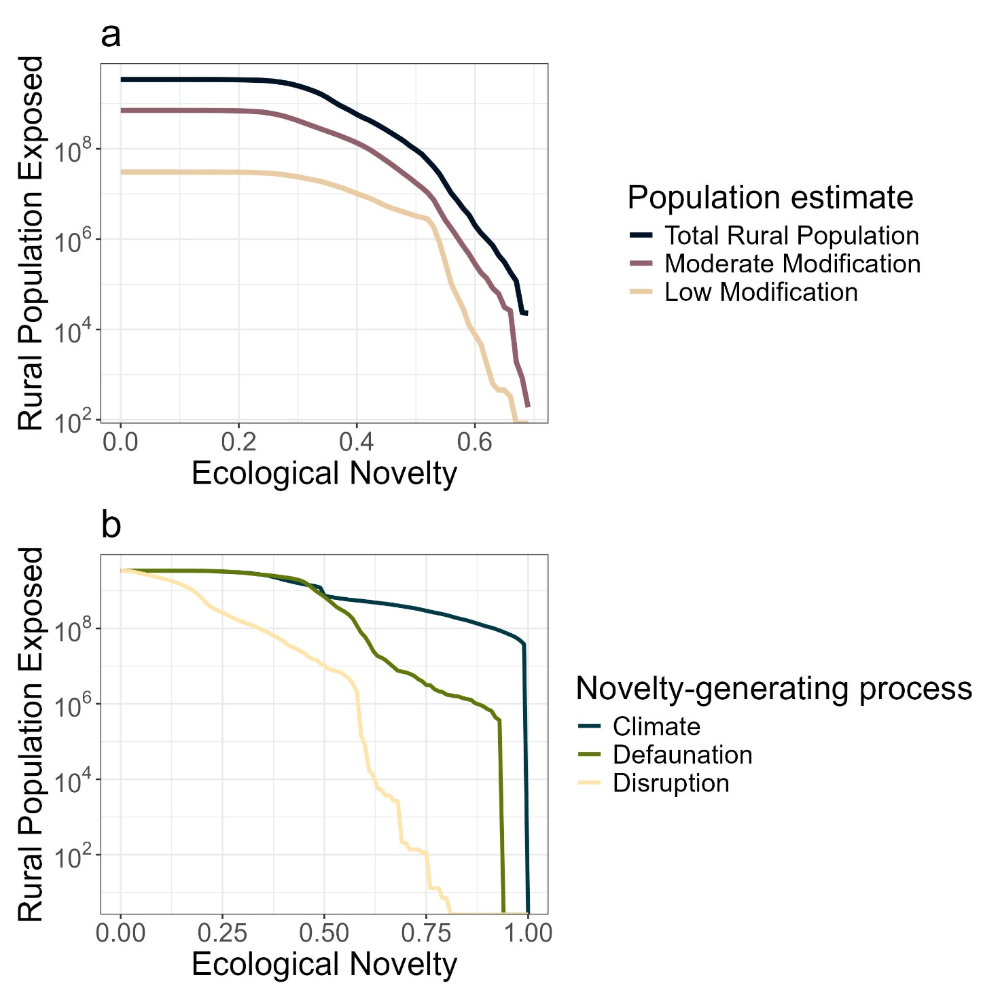 a
Rural Population Exposed
10^8
10^6
10^4
10^2
0.0 0.2 0.4 0.6
Ecological Novelty
Population estimate
Total Rural Population
Moderate Modification
Low Modification
b
Rural Population Exposed
10^8
10^6
10^4
10^2
0.00 0.25 0.50 0.75 1.00
Ecological Novelty
Novelty-generating process
Climate
Defaunation
Disruption